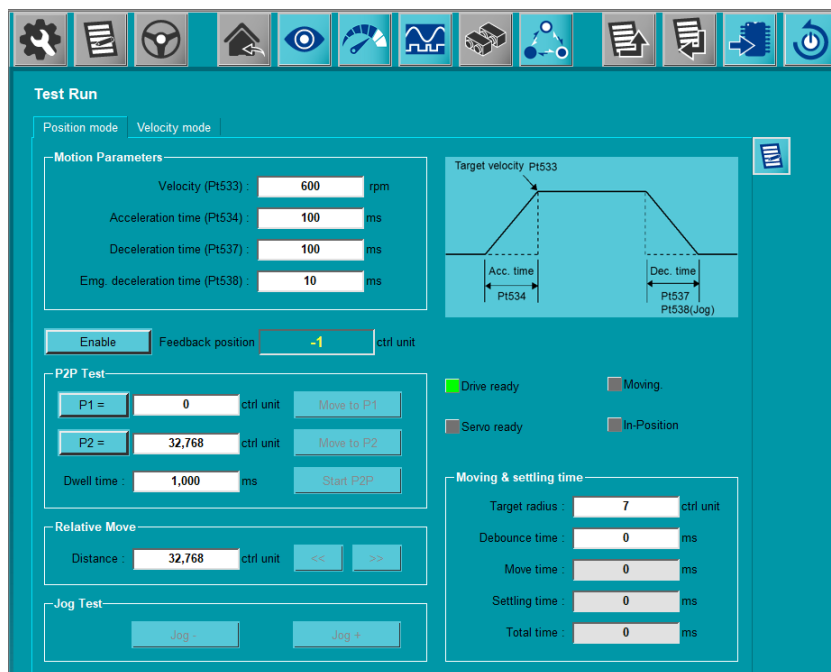 Test Run
Position mode Velocity mode
Motion Parameters
Velocity (Pt533) : 600 rpm
Acceleration time (Pt534) : 100 ms
Deceleration time (Pt537) : 100 ms
Emg. deceleration time (Pt538) : 10 ms
Target velocity Pt533
Acc. time
Pt534
Dec. time
Pt537
Pt538(Jog)
Enable Feedback position -1 ctrl unit
P2P Test
P1 = 0 ctrl unit Move to P1
P2 = 32,768 ctrl unit Move to P2
Dwell time : 1,000 ms Start P2P
Drive ready Moving.
Servo ready In-Position
Relative Move
Distance : 32,768 ctrl unit << >>
Jog Test
Jog - Jog +
Moving & settling time
Target radius : 7 ctrl unit
Debounce time : 0 ms
Move time : 0 ms
Settling time : 0 ms
Total time : 0 ms